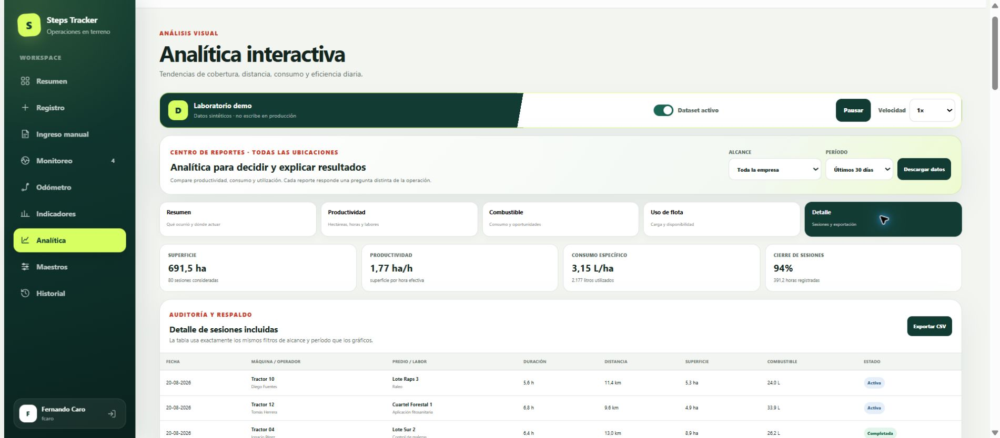 S
Steps Tracker
Operaciones en terreno
WORKSPACE
Resumen
Registro
Ingreso manual
Monitoreo 4
Odómetro
Indicadores
Analítica
Maestros
Historial
F
Fernando Caro
fcaro
ANÁLISIS VISUAL
Analítica interactiva
Tendencias de cobertura, distancia, consumo y eficiencia diaria.
D
Laboratorio demo
Datos sintéticos · no escribe en producción
Dataset activo
Pausar
Velocidad
1×
CENTRO DE REPORTES · TODAS LAS UBICACIONES
Analítica para decidir y explicar resultados
Compare productividad, consumo y utilización. Cada reporte responde una pregunta distinta de la operación.
ALCANCE
Toda la empresa
PERÍODO
Últimos 30 días
Descargar datos
Resumen
Qué ocurrió y dónde actuar
Productividad
Hectáreas, horas y labores
Combustible
Consumo y oportunidades
Uso de flota
Carga y disponibilidad
Detalle
Sesiones y exportación
SUPERFICIE
691,5 ha
80 sesiones consideradas
PRODUCTIVIDAD
1,77 ha/h
superficie por hora efectiva
CONSUMO ESPECÍFICO
3,15 L/ha
2.177 litros utilizados
CIERRE DE SESIONES
94%
391,2 horas registradas
AUDITORÍA Y RESPALDO
Detalle de sesiones incluidas
La tabla usa exactamente los mismos filtros de alcance y período que los gráficos.
Exportar CSV
FECHA MÁQUINA / OPERADOR PREDIO / LABOR DURACIÓN DISTANCIA SUPERFICIE COMBUSTIBLE ESTADO
20-08-2026 Tractor 10 Lote Raps 3 5,6 h 11,4 km 5,3 ha 24,0 L Activa
Diego Fuentes Raleo
20-08-2026 Tractor 12 Cuartel Forestal 1 6,8 h 9,6 km 4,9 ha 33,9 L Activa
Tomás Herrera Aplicación fitosanitaria
20-08-2026 Tractor 04 Lote Sur 2 6,4 h 13,0 km 8,9 ha 26,2 L Completada
Ignacio Pérez Control de malezas